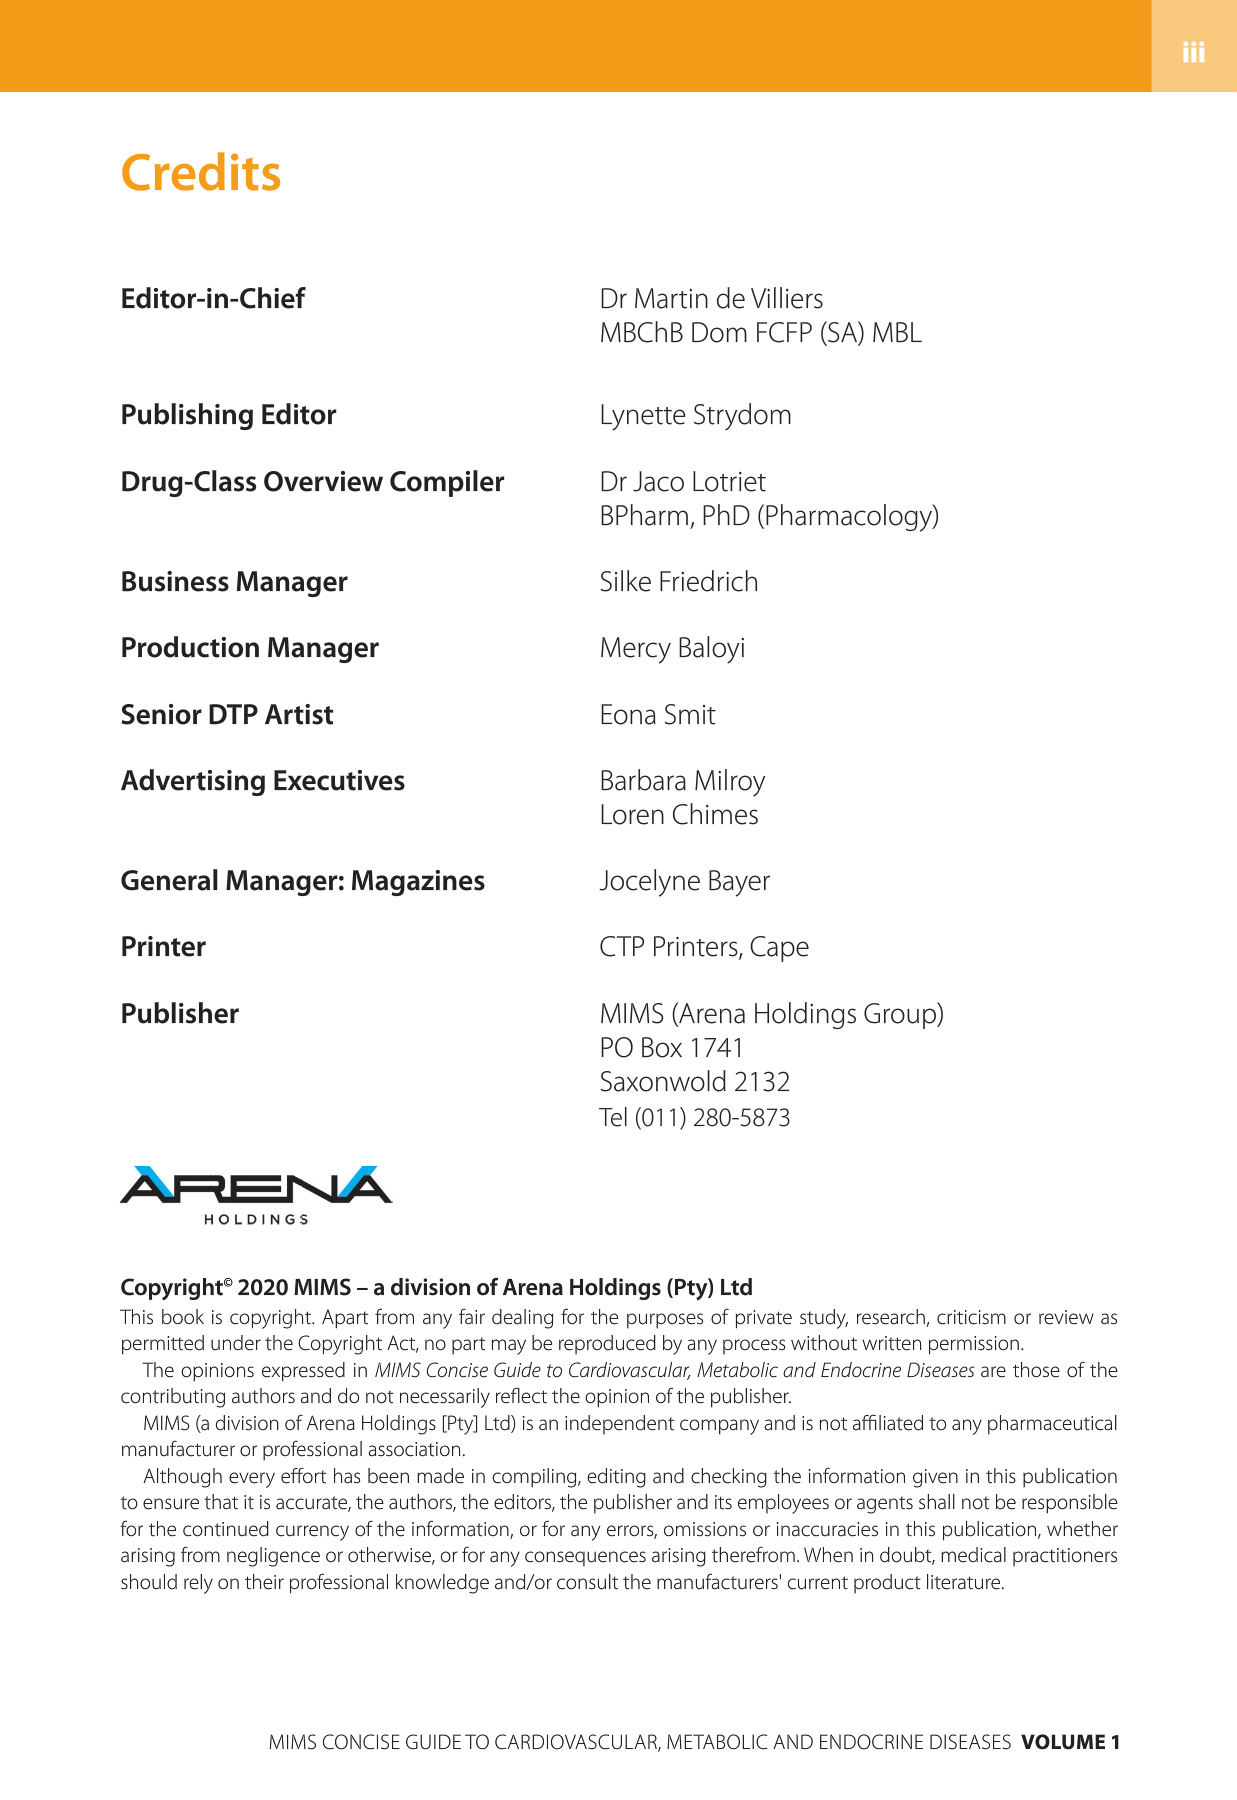 iii
Credits
Editor-in-Chief Dr Martin de Villiers
MBChB Dom FCFP (SA) MBL
Publishing Editor Lynette Strydom
Drug-Class Overview Compiler Dr Jaco Lotriet
BPharm, PhD (Pharmacology)
Business Manager Silke Friedrich
Production Manager Mercy Baloyi
Senior DTP Artist Eona Smit
Advertising Executives Barbara Milroy
Loren Chimes
General Manager: Magazines Jocelyne Bayer
Printer CTP Printers, Cape
Publisher MIMS (Arena Holdings Group)
PO Box 1741
Saxonwold 2132
Tel (011) 280-5873
ARENA
HOLDINGS
Copyright© 2020 MIMS – a division of Arena Holdings (Pty) Ltd
This book is copyright. Apart from any fair dealing for the purposes of private study, research, criticism or review as
permitted under the Copyright Act, no part may be reproduced by any process without written permission.
The opinions expressed in MIMS Concise Guide to Cardiovascular, Metabolic and Endocrine Diseases are those of the
contributing authors and do not necessarily reflect the opinion of the publisher.
MIMS (a division of Arena Holdings [Pty] Ltd) is an independent company and is not affiliated to any pharmaceutical
manufacturer or professional association.
Although every effort has been made in compiling, editing and checking the information given in this publication
to ensure that it is accurate, the authors, the editors, the publisher and its employees or agents shall not be responsible
for the continued currency of the information, or for any errors, omissions or inaccuracies in this publication, whether
arising from negligence or otherwise, or for any consequences arising therefrom. When in doubt, medical practitioners
should rely on their professional knowledge and/or consult the manufacturers' current product literature.
MIMS CONCISE GUIDE TO CARDIOVASCULAR, METABOLIC AND ENDOCRINE DISEASES VOLUME 1